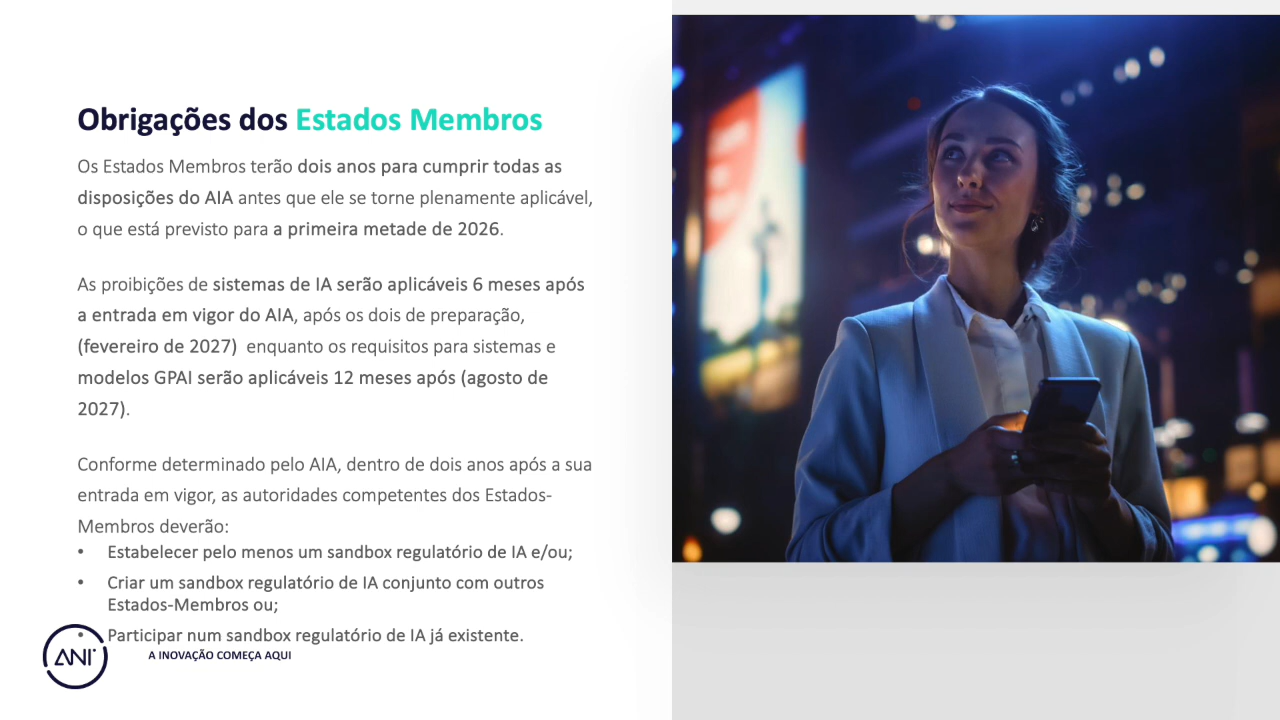 Obrigações dos Estados Membros
Os Estados Membros terão dois anos para cumprir todas as
disposições do AIA antes que ele se torne plenamente aplicável,
o que está previsto para a primeira metade de 2026.
As proibições de sistemas de IA serão aplicáveis 6 meses após
a entrada em vigor do AIA, após os dois de preparação,
(fevereiro de 2027) enquanto os requisitos para sistemas e
modelos GPAI serão aplicáveis 12 meses após (agosto de
2027).
Conforme determinado pelo AIA, dentro de dois anos após a sua
entrada em vigor, as autoridades competentes dos Estados-
Membros deverão:
• Estabelecer pelo menos um sandbox regulatório de IA e/ou;
• Criar um sandbox regulatório de IA conjunto com outros
Estados-Membros ou;
• Participar num sandbox regulatório de IA já existente.
ANI
A INOVAÇÃO COMEÇA AQUI